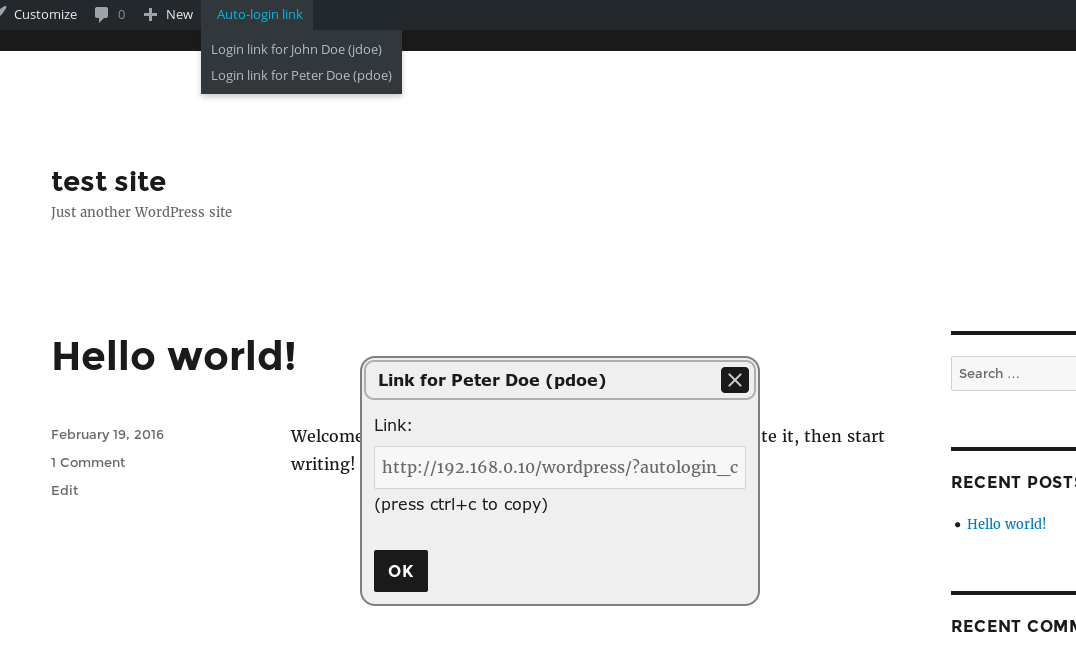 Customize 0 New Auto-login link
Login link for John Doe (jdoe)
Login link for Peter Doe (pdoe)
test site
Just another WordPress site
Hello world!
February 19, 2016
1 Comment
Edit
Welcome te it, then start
writing!
Link for Peter Doe (pdoe)
Link:
http://192.168.0.10/wordpress/?autologin_c
(press ctrl+c to copy)
OK
Search ...
RECENT POSTS
Hello world!
RECENT COMM